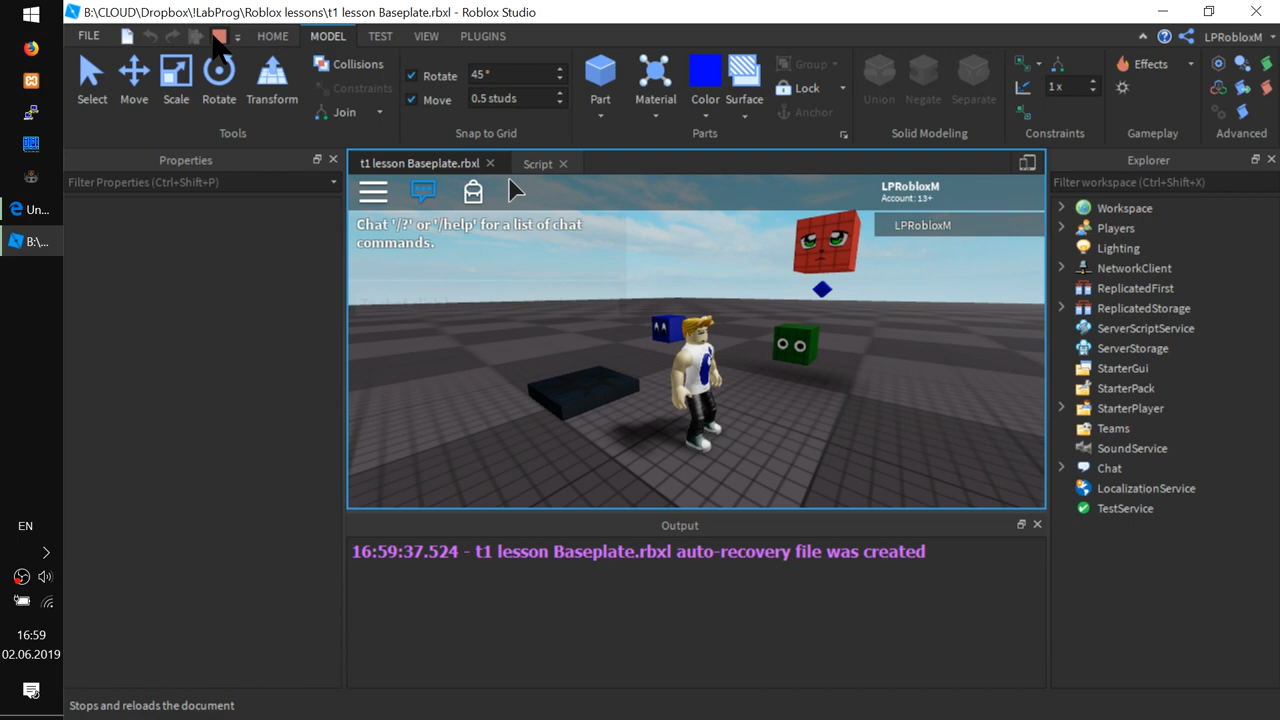 B:\CLOUD\Dropbox\!LabProg\Roblox lessons\t1 lesson Baseplate.rbxl - Roblox Studio
FILE
HOME
MODEL
TEST
VIEW
PLUGINS
LPRobloxM
Select
Move
Scale
Rotate
Transform
Collisions
Constraints
Join
Tools
Rotate
45°
Move
0.5 studs
Snap to Grid
Part
Material
Color
Surface
Group
Lock
Anchor
Parts
Union
Negate
Separate
Solid Modeling
1 x
Constraints
Effects
Gameplay
Advanced
Properties
Filter Properties (Ctrl+Shift+P)
t1 lesson Baseplate.rbxl
Script
LPRobloxM
Account: 13+
LPRobloxM
Chat '/?' or '/help' for a list of chat
commands.
Explorer
Filter workspace (Ctrl+Shift+X)
Workspace
Players
Lighting
NetworkClient
ReplicatedFirst
ReplicatedStorage
ServerScriptService
ServerStorage
StarterGui
StarterPack
StarterPlayer
Teams
SoundService
Chat
LocalizationService
TestService
Output
16:59:37.524 - t1 lesson Baseplate.rbxl auto-recovery file was created
Un...
B:\...
EN
16:59
02.06.2019
Stops and reloads the document